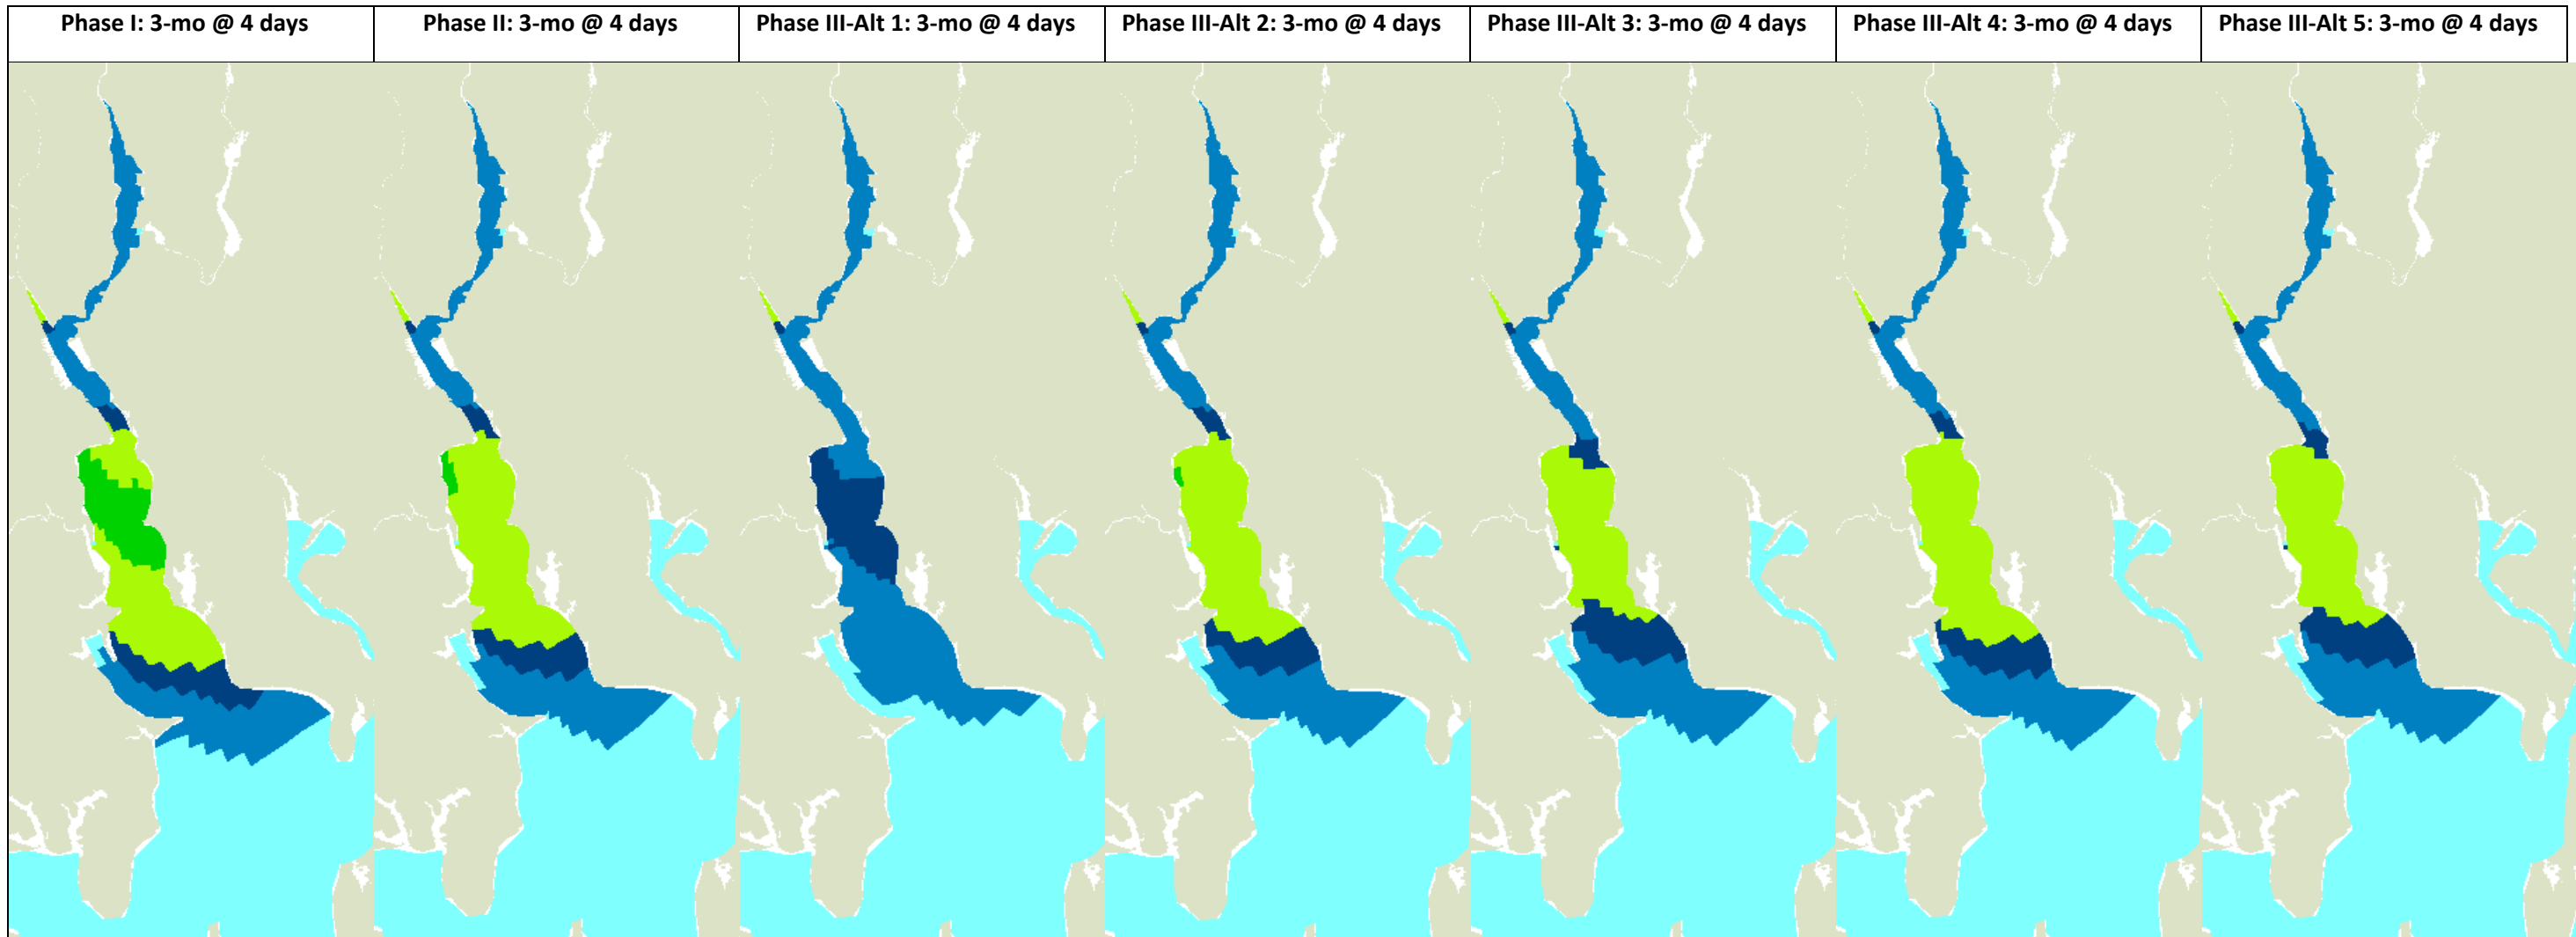 Phase I: 3-mo @ 4 days
Phase II: 3-mo @ 4 days
Phase III-Alt 1: 3-mo @ 4 days
Phase III-Alt 2: 3-mo @ 4 days
Phase III-Alt 3: 3-mo @ 4 days
Phase III-Alt 4: 3-mo @ 4 days
Phase III-Alt 5: 3-mo @ 4 days